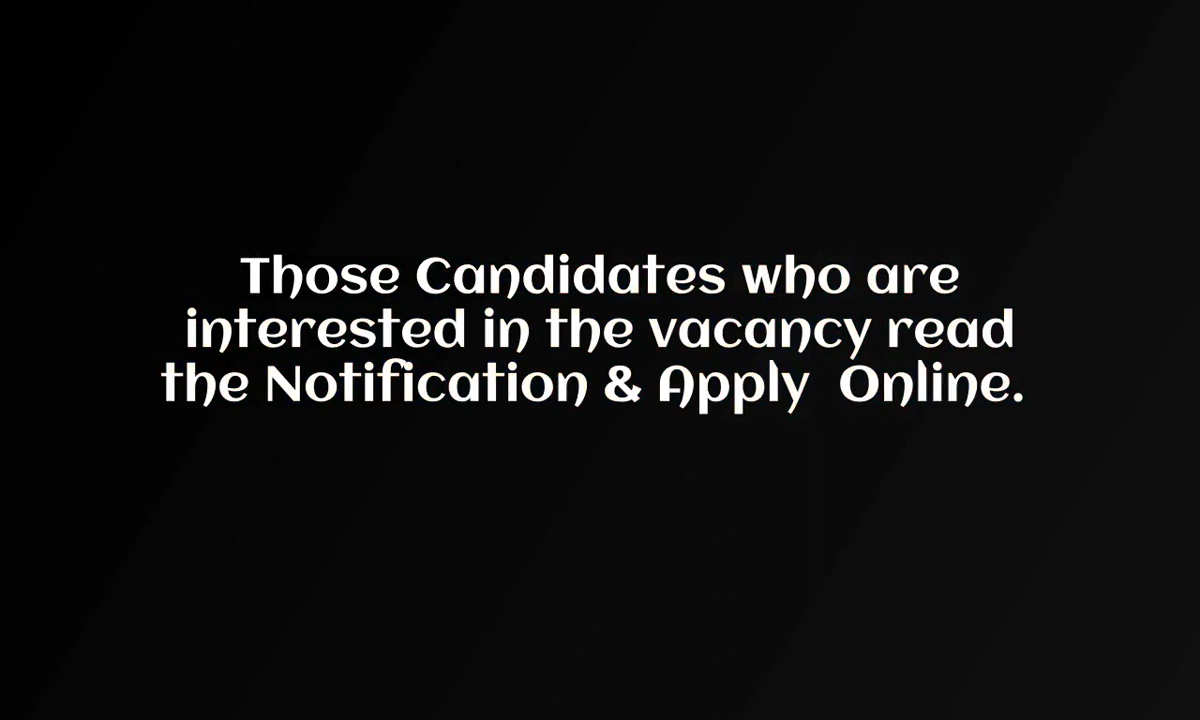 Those Candidates who are
interested in the vacancy read
the Notification & Apply  Online.